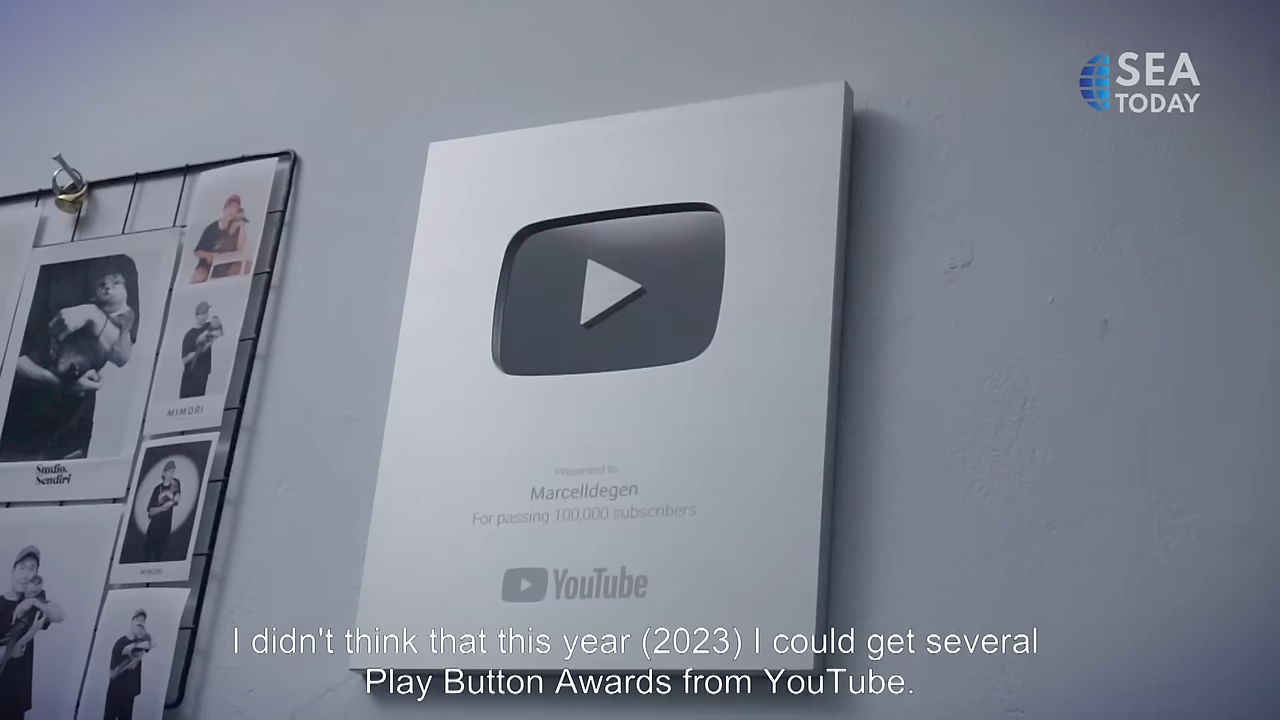 SEA
TODAY
MIMORI
Studio.
Sendiri
MIMORI
Presented to
Marcelldegen
For passing 100,000 subscribers
YouTube
I didn't think that this year (2023) I could get several
Play Button Awards from YouTube.